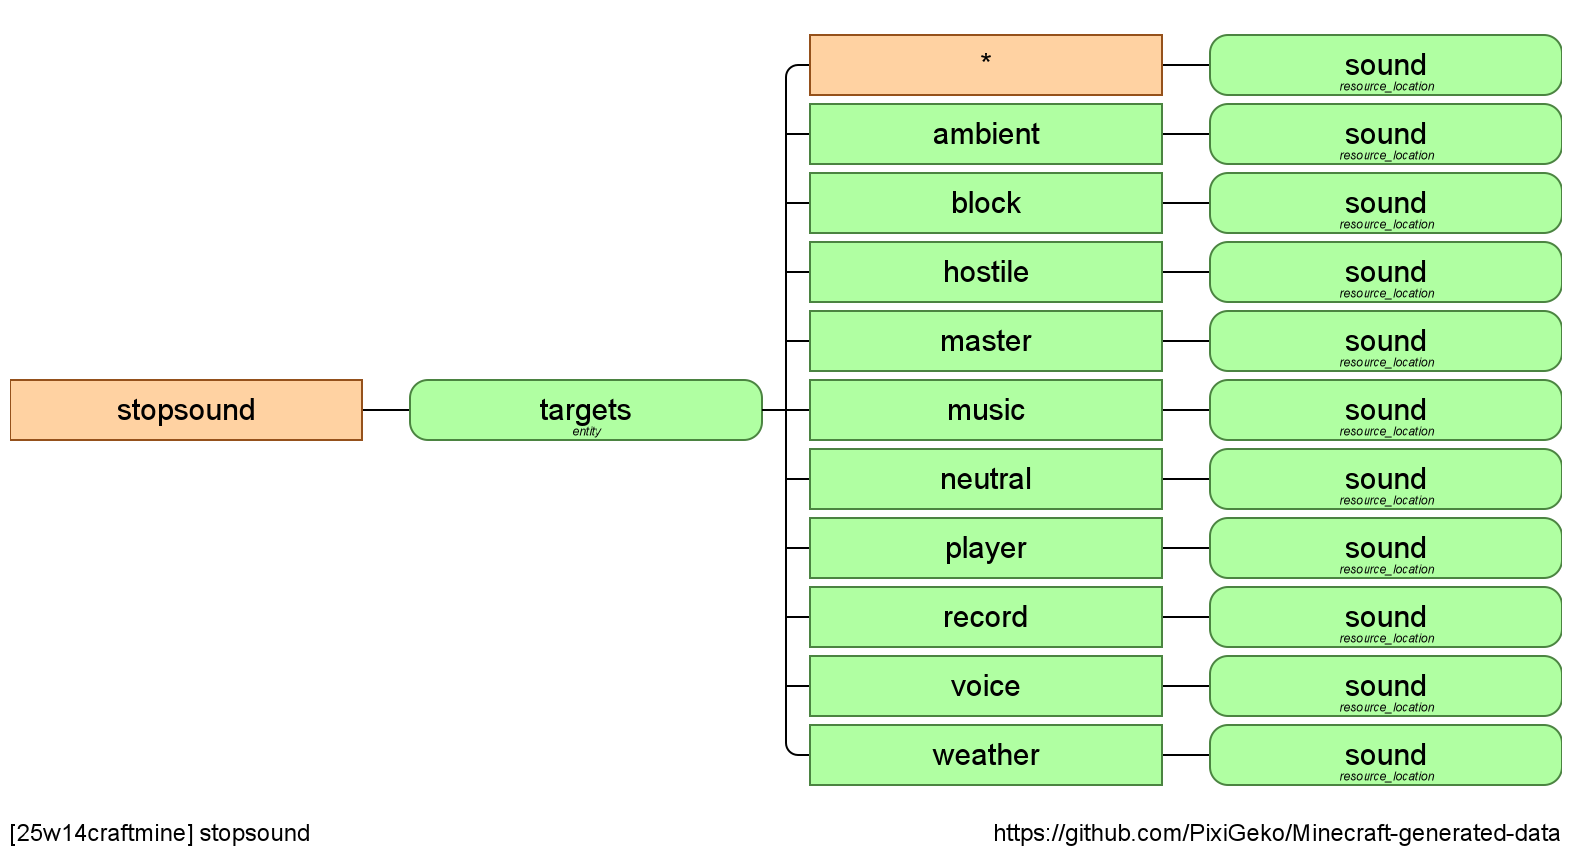 *
sound
resource_location
ambient
sound
resource_location
block
sound
resource_location
hostile
sound
resource_location
master
sound
resource_location
stopsound
targets
entity
music
sound
resource_location
neutral
sound
resource_location
player
sound
resource_location
record
sound
resource_location
voice
sound
resource_location
weather
sound
resource_location
[25w14craftmine] stopsound
https://github.com/PixiGeko/Minecraft-generated-data